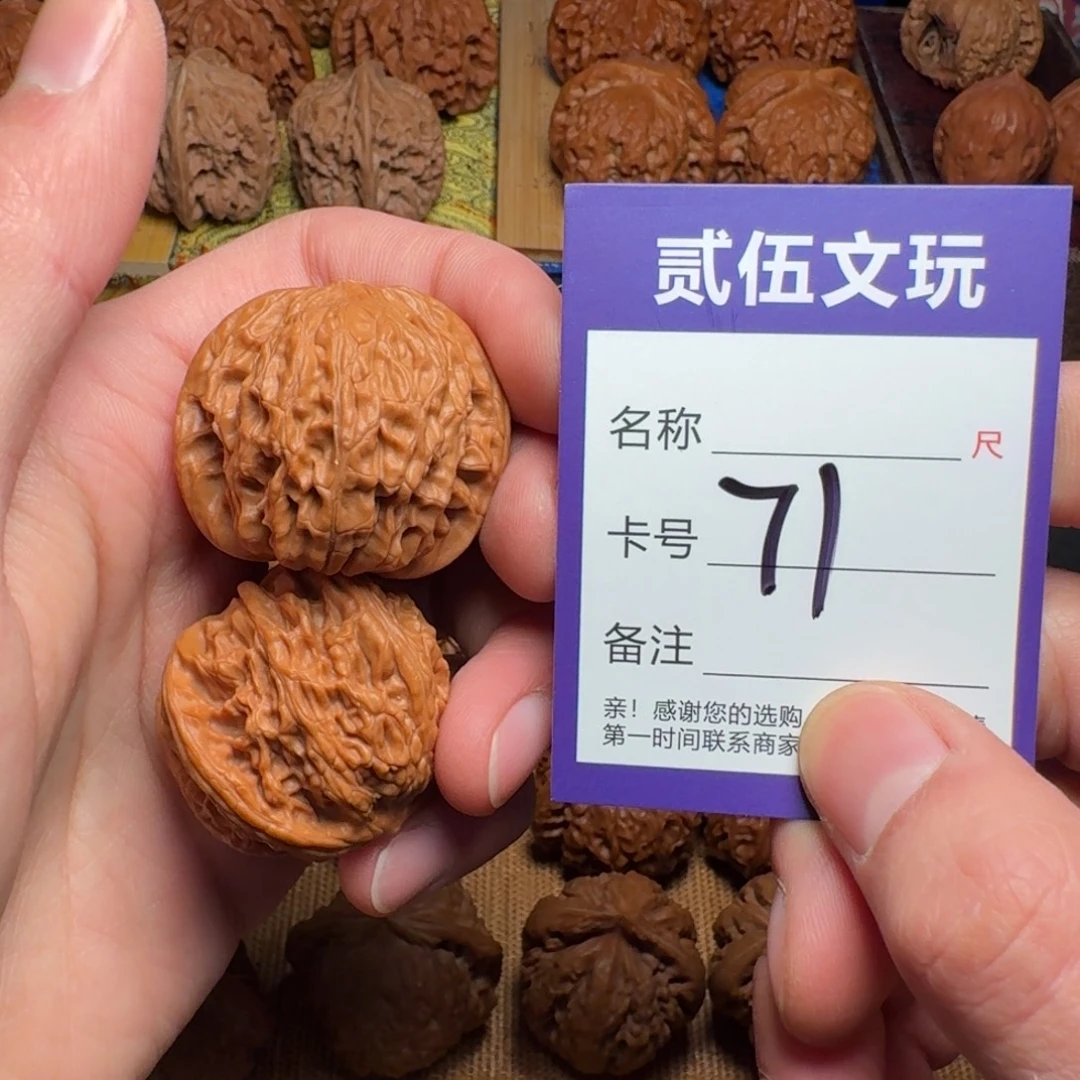 贰伍文玩
名称 尺
卡号 71
备注
亲！感谢您的选购
第一时间联系商家